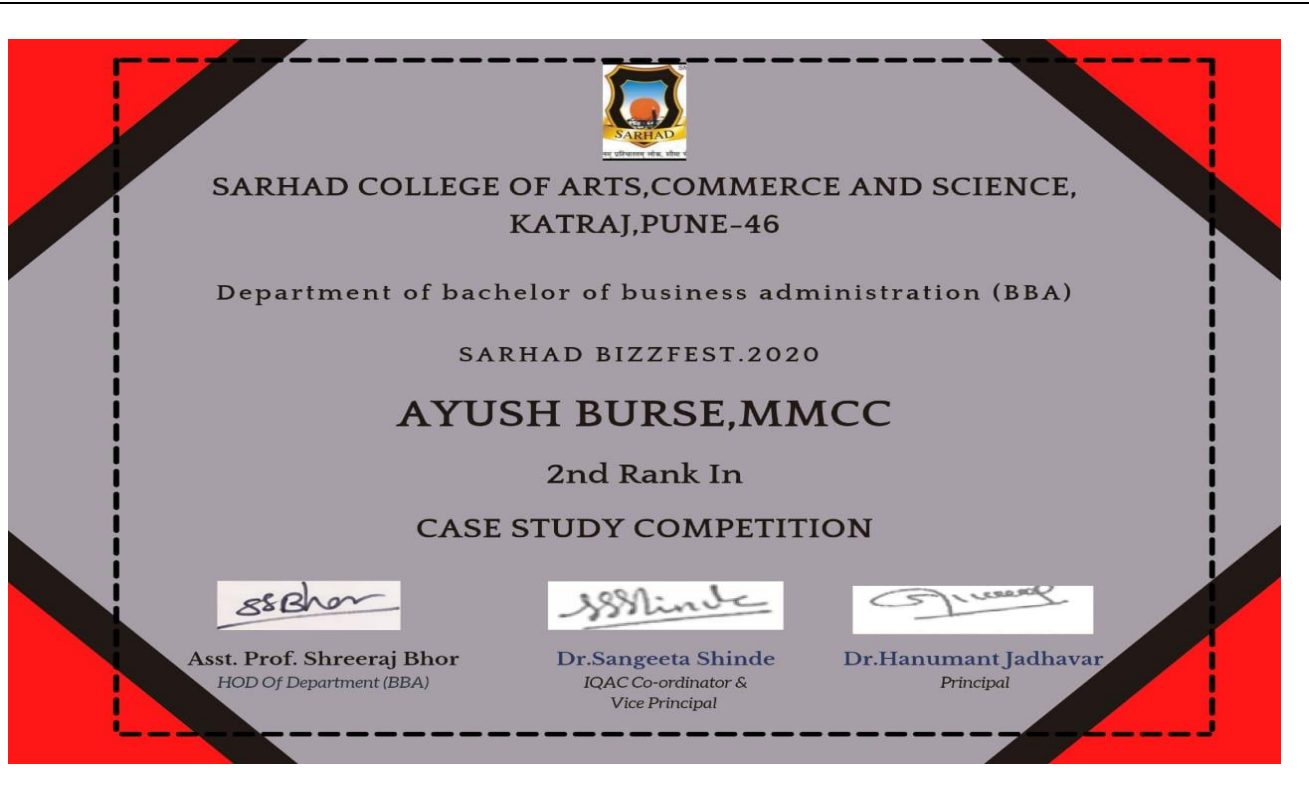 SARHAD
SARHAD COLLEGE OF ARTS,COMMERCE AND SCIENCE,
KATRAJ,PUNE-46
Department of bachelor of business administration (BBA)
SARHAD BIZZFEST.2020
AYUSH BURSE,MMCC
2nd Rank In
CASE STUDY COMPETITION
SSBhor
SSShinde
Asst. Prof. Shreeraj Bhor
HOD Of Department (BBA)
Dr.Sangeeta Shinde
IQAC Co-ordinator &
Vice Principal
Dr.Hanumant Jadhavar
Principal